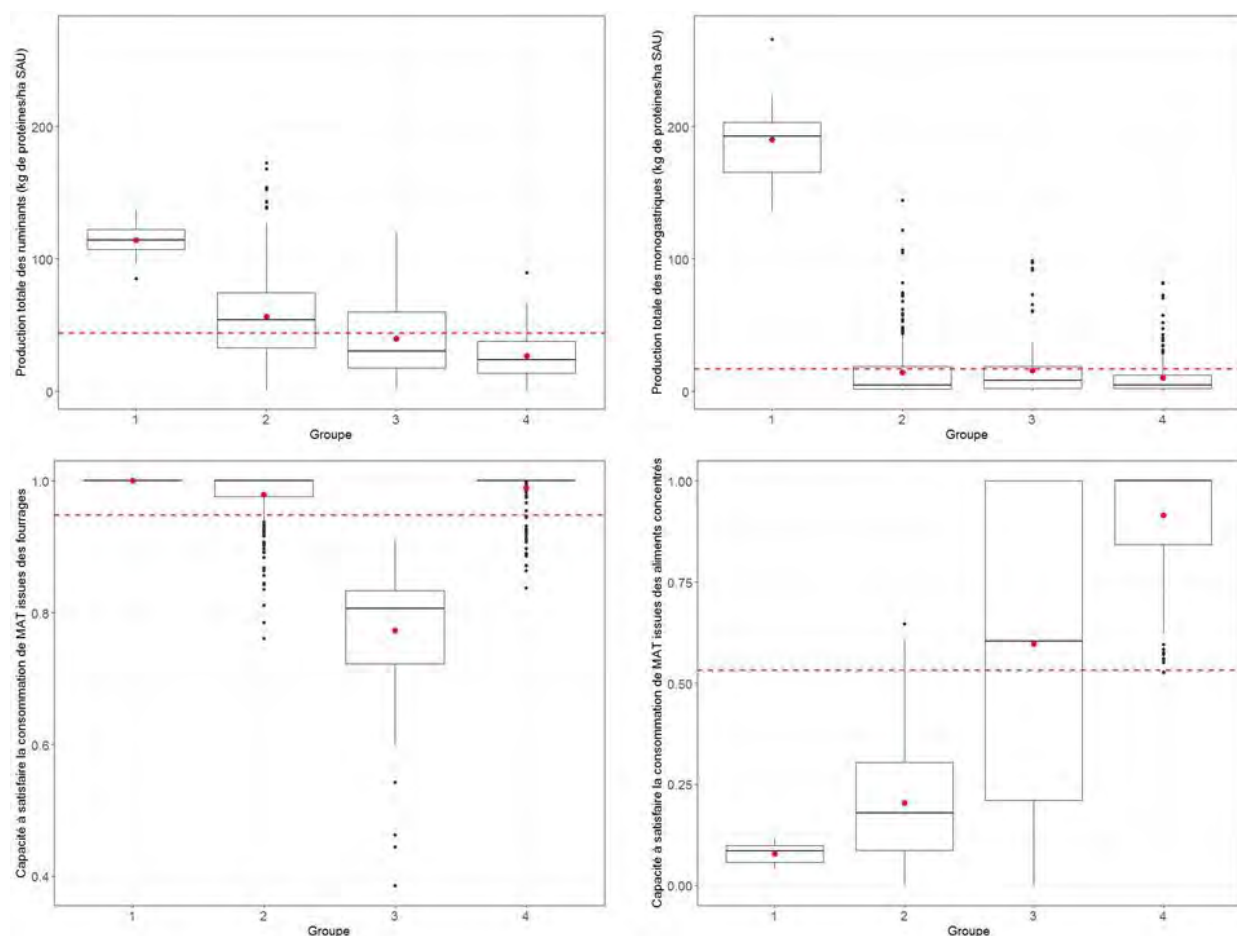 Production totale des ruminants (kg de protéines/ha SAU)
200
100
0
1 2 3 4
Groupe
Production totale des monogastriques (kg de protéines/ha SAU)
200
100
0
1 2 3 4
Groupe
Capacité à satisfaire la consommation de MAT issues des fourrages
1.0
0.8
0.6
0.4
1 2 3 4
Groupe
Capacité à satisfaire la consommation de MAT issues des aliments concentrés
1.00
0.75
0.50
0.25
0.00
1 2 3 4
Groupe